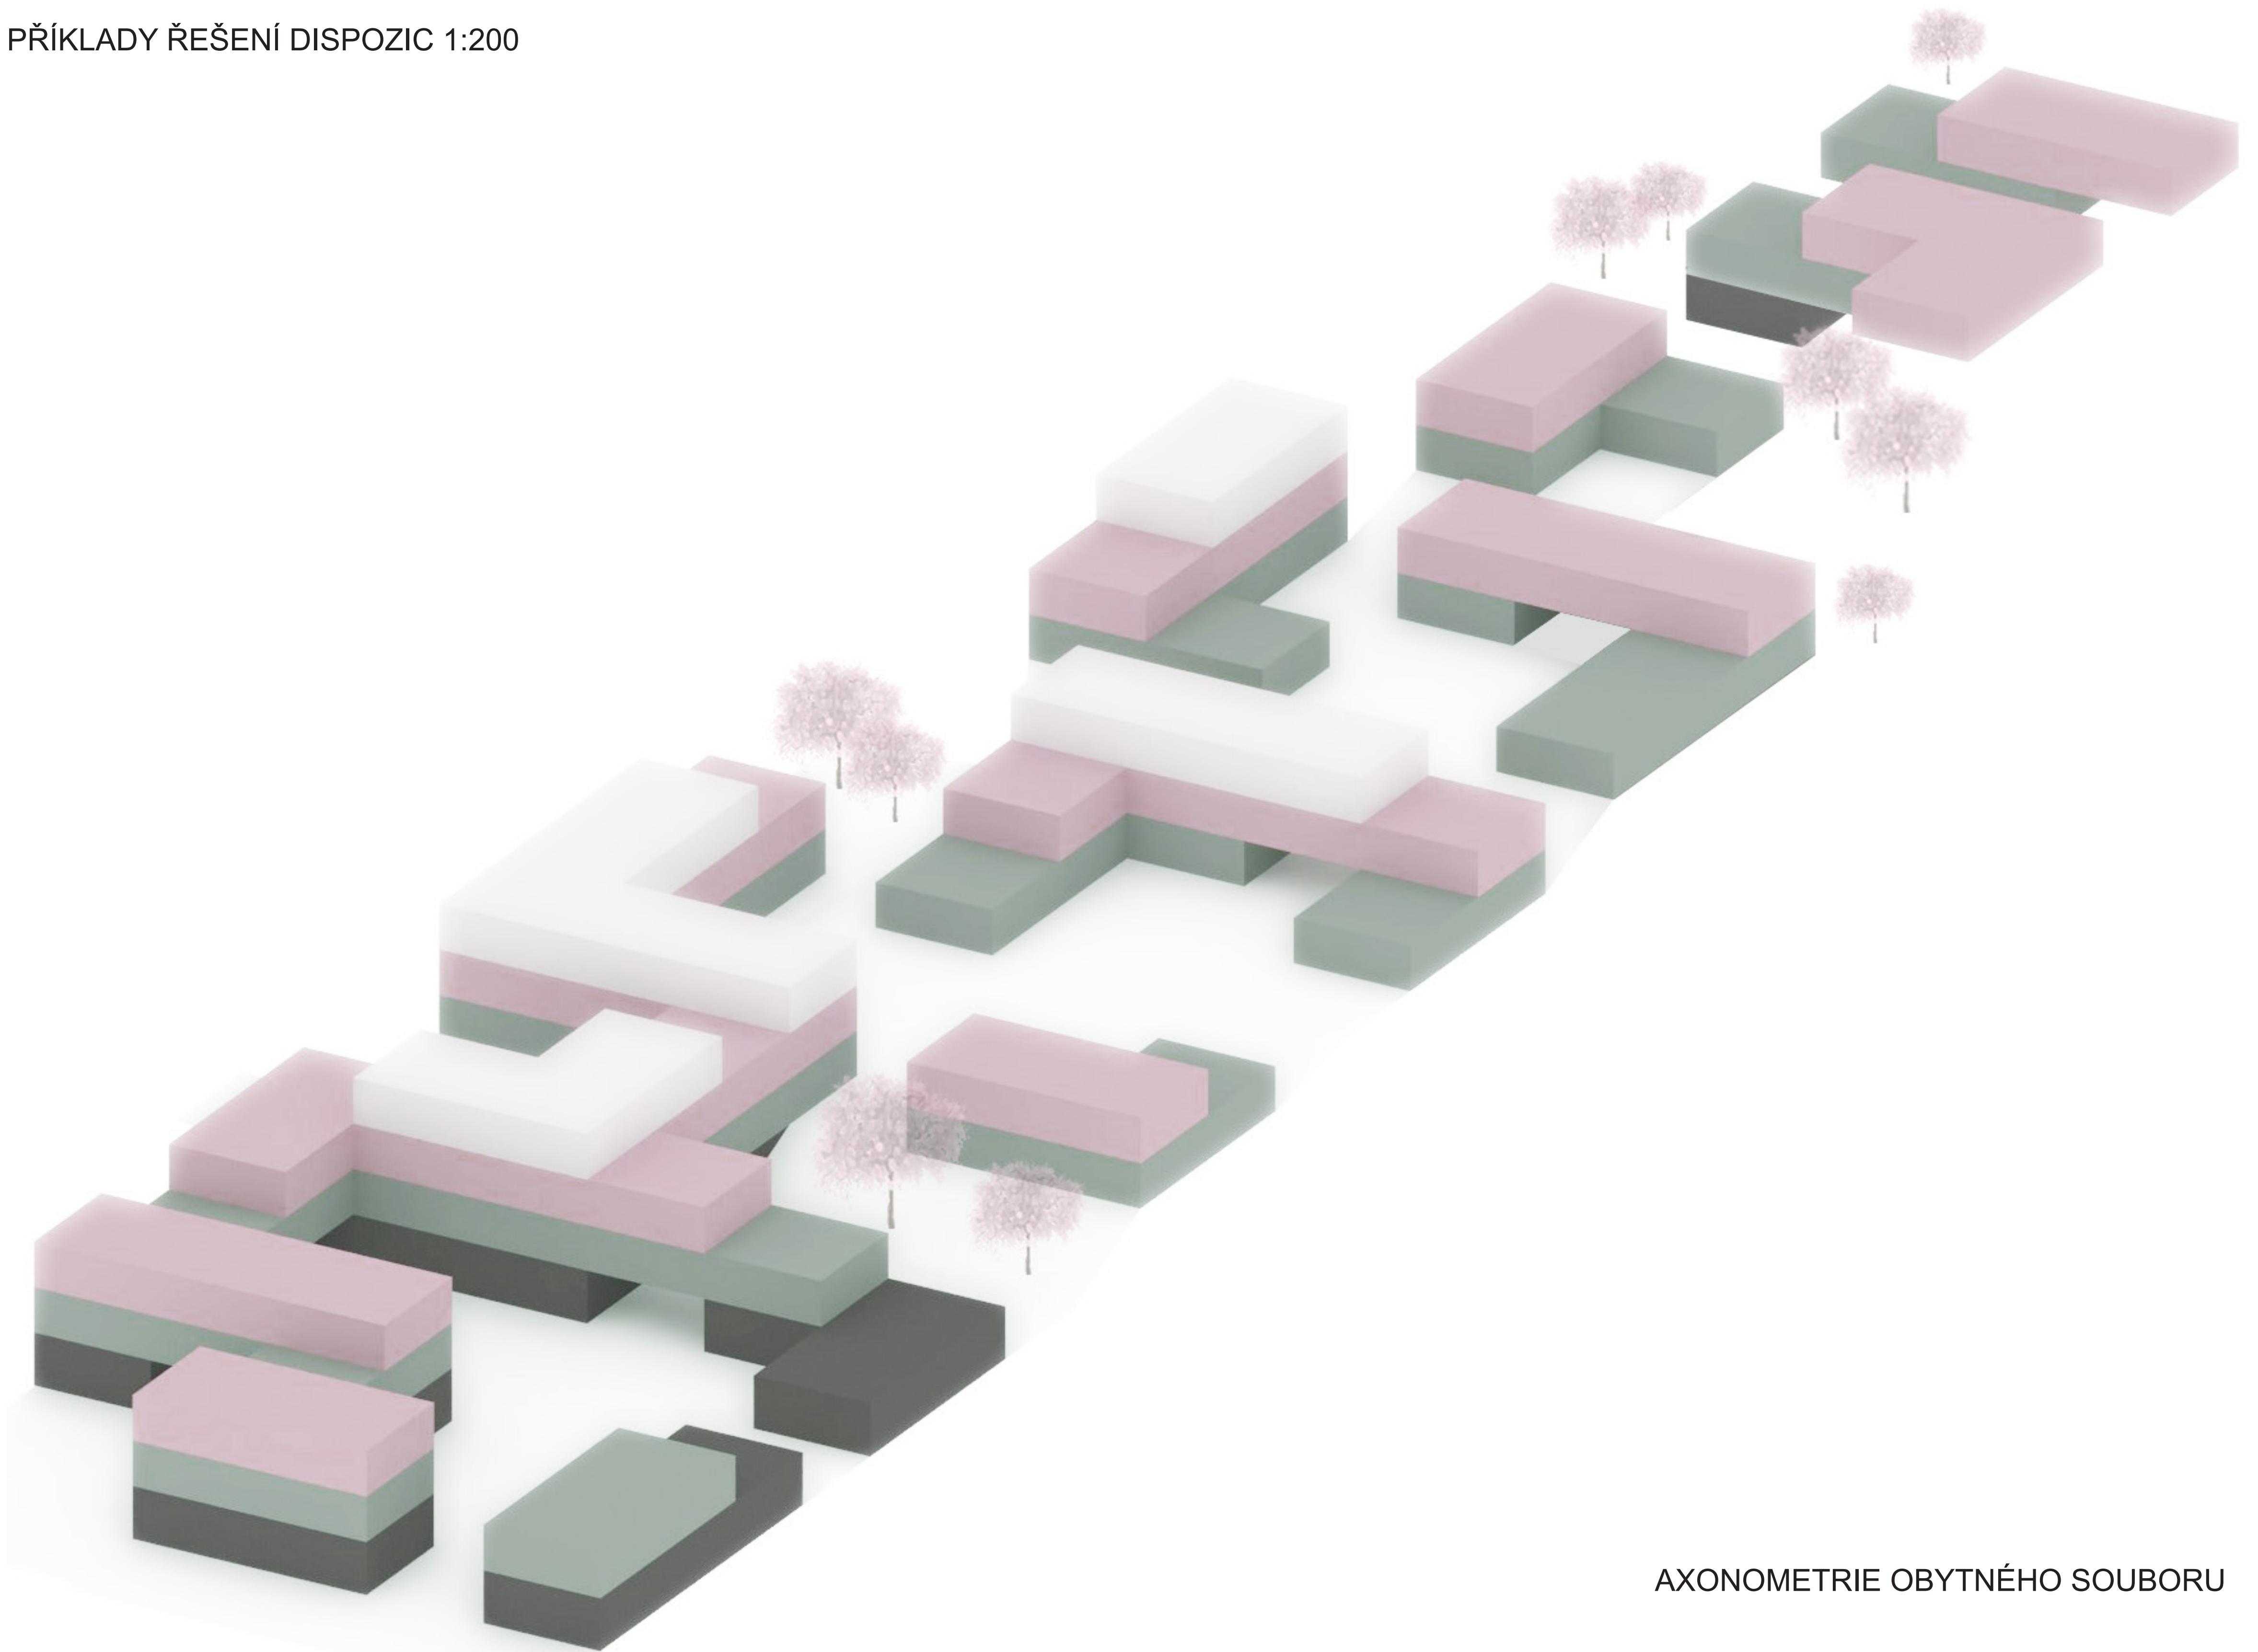 PŘÍKLADY ŘEŠENÍ DISPOZIC 1:200
AXONOMETRIE OBYTNÉHO SOUBORU